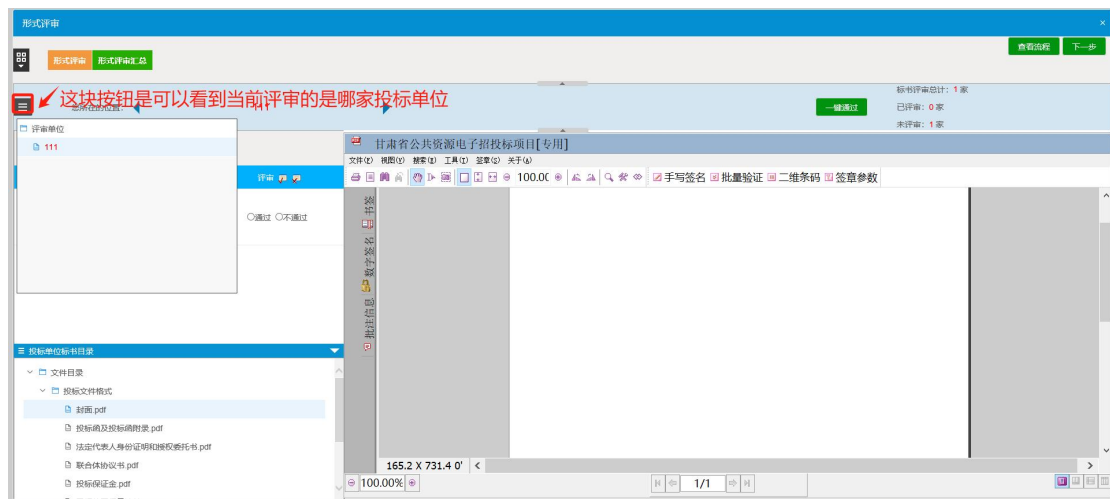 形式评审
×
查看流程 下一步
形式评审 形式评审汇总
这块按钮是可以看到当前评审的是哪家投标单位
标书评审总计：1 家
一键通过
已评审：0 家
未评审：1 家
评审单位
111
甘肃省公共资源电子招投标项目[专用]
文件(F) 视图(V) 搜索(I) 工具(T) 签章(S) 关于(A)
100.0C 手写签名 批量验证 二维条码 签章参数
评审
通过 不通过
书签
数字签名
批注信息
投标单位标书目录
文件目录
投标文件格式
封面.pdf
投标函及投标函附录.pdf
法定代表人身份证明和授权委托书.pdf
联合体协议书.pdf
投标保证金.pdf
165.2 X 731.4 0'
100.00% 1/1